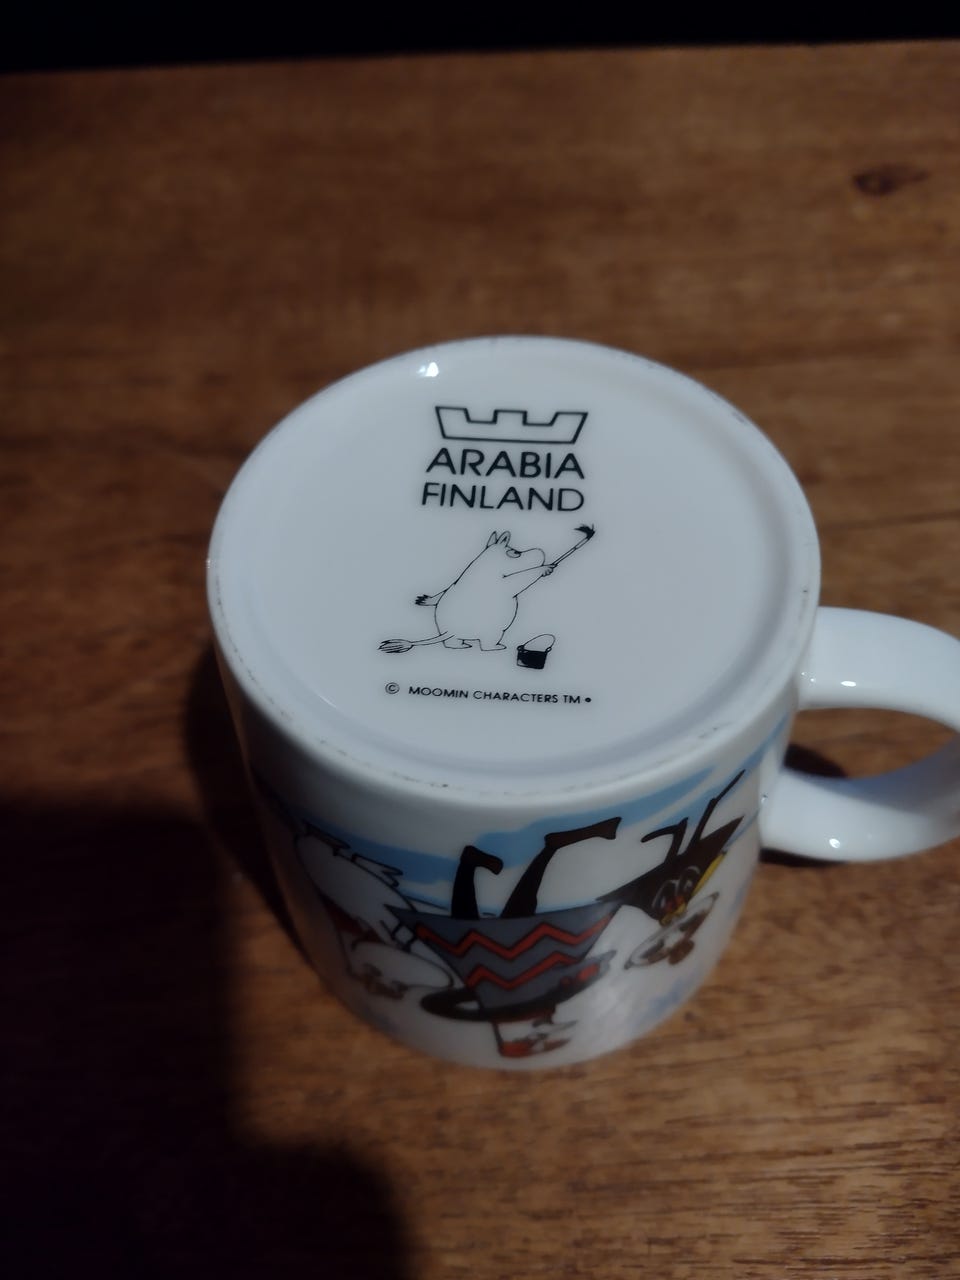 ARABIA
FINLAND
© MOOMIN CHARACTERS TM •